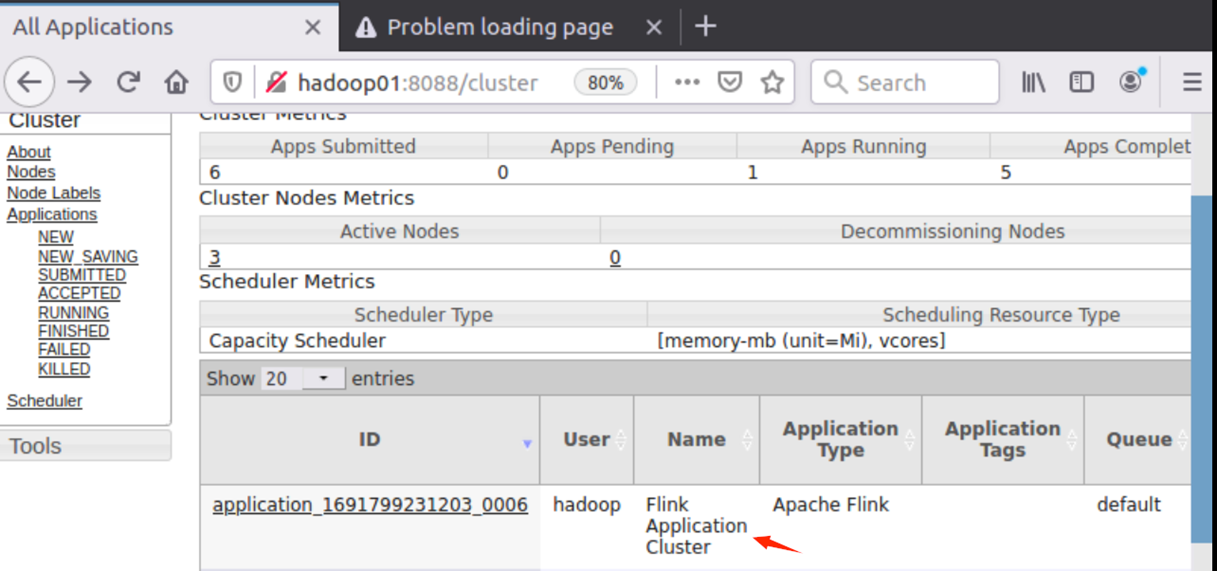 All Applications
Problem loading page
hadoop01:8088/cluster
80%
Search
Cluster
About
Nodes
Node Labels
Applications
NEW
NEW_SAVING
SUBMITTED
ACCEPTED
RUNNING
FINISHED
FAILED
KILLED
Scheduler
Tools
Cluster Metrics
Apps Submitted Apps Pending Apps Running Apps Complet
6 0 1 5
Cluster Nodes Metrics
Active Nodes Decommissioning Nodes
3 0
Scheduler Metrics
Scheduler Type Scheduling Resource Type
Capacity Scheduler [memory-mb (unit=Mi), vcores]
Show 20 entries
ID User Name Application Type Application Tags Queue
application_1691799231203_0006 hadoop Flink Application Cluster Apache Flink default